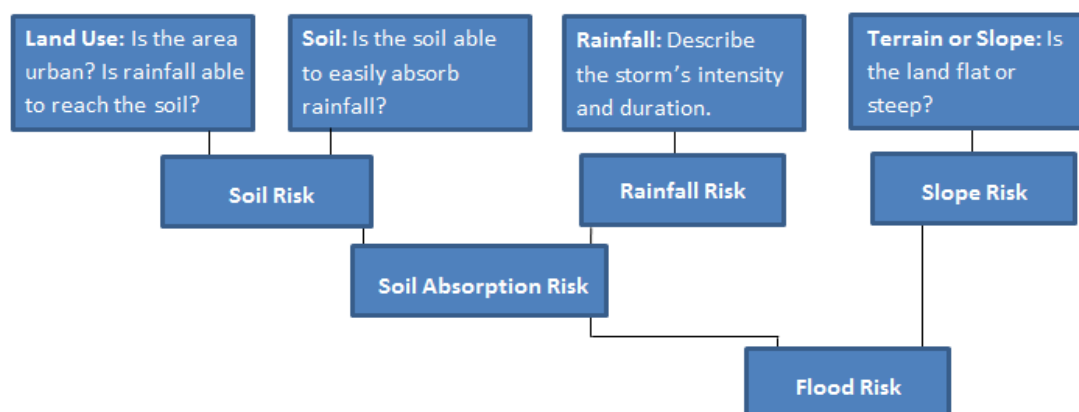 Land Use: Is the area
urban? Is rainfall able
to reach the soil?
Soil: Is the soil able
to easily absorb
rainfall?
Rainfall: Describe
the storm’s intensity
and duration.
Terrain or Slope: Is
the land flat or
steep?
Soil Risk
Rainfall Risk
Slope Risk
Soil Absorption Risk
Flood Risk